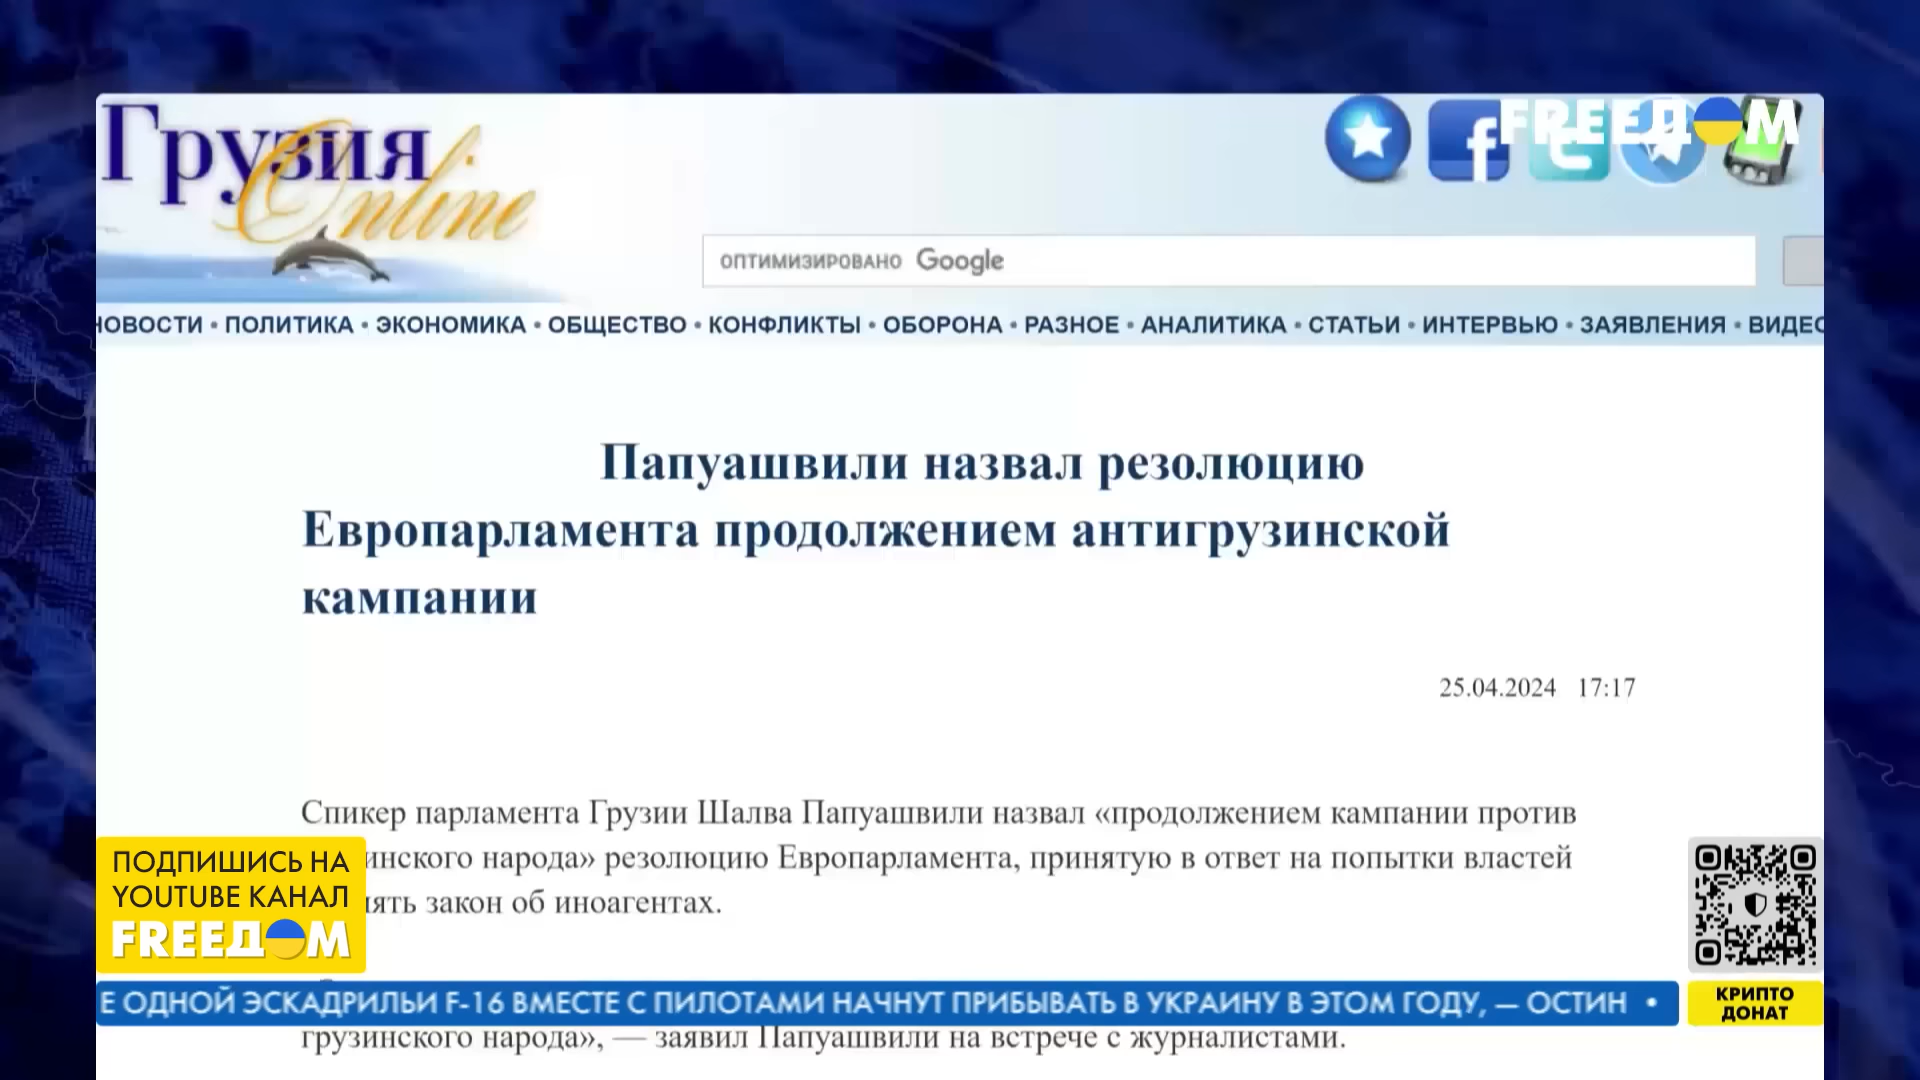 Грузия
Online
FREEДОМ
ОПТИМИЗИРОВАНО Google
НОВОСТИ • ПОЛИТИКА • ЭКОНОМИКА • ОБЩЕСТВО • КОНФЛИКТЫ • ОБОРОНА • РАЗНОЕ • АНАЛИТИКА • СТАТЬИ • ИНТЕРВЬЮ • ЗАЯВЛЕНИЯ • ВИДЕО
Папуашвили назвал резолюцию
Европарламента продолжением антигрузинской
кампании
25.04.2024 17:17
Спикер парламента Грузии Шалва Папуашвили назвал «продолжением кампании против
инского народа» резолюцию Европарламента, принятую в ответ на попытки властей
нять закон об иноагентах.
ПОДПИШИСЬ НА
YOUTUBE КАНАЛ
FREEДОМ
Е ОДНОЙ ЭСКАДРИЛЬИ F-16 ВМЕСТЕ С ПИЛОТАМИ НАЧНУТ ПРИБЫВАТЬ В УКРАИНУ В ЭТОМ ГОДУ, — ОСТИН •
КРИПТО
ДОНАТ
грузинского народа», — заявил Папуашвили на встрече с журналистами.